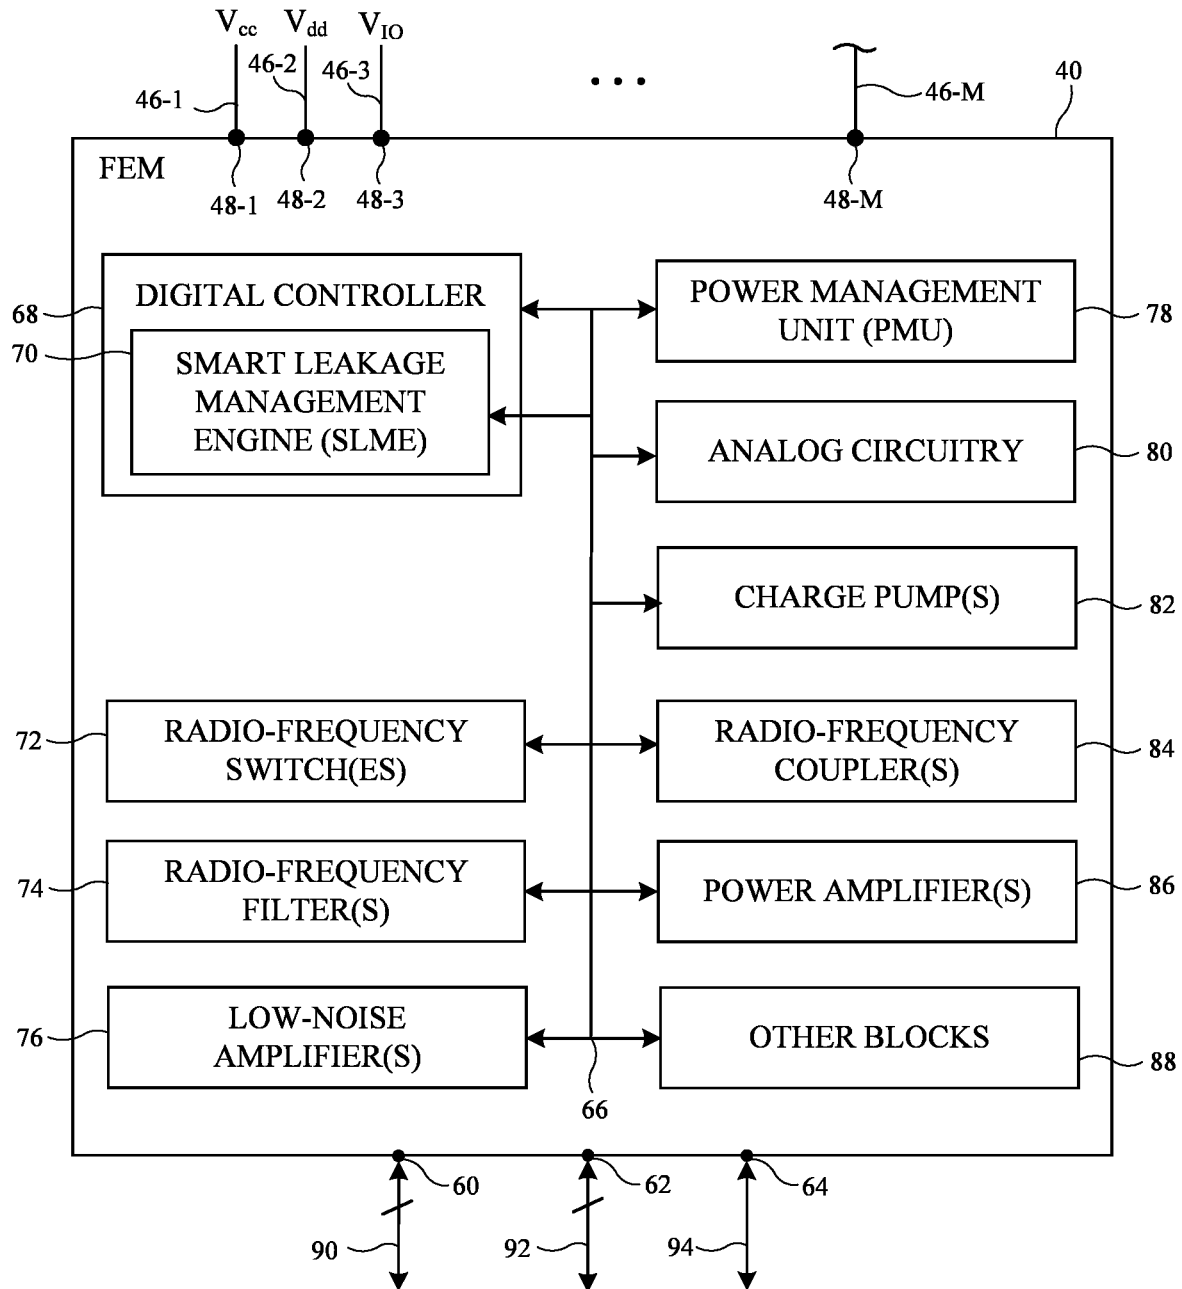 V_cc V_dd V_IO
46-1 46-2 46-3 ... 46-M 40
FEM
48-1 48-2 48-3 48-M
68 DIGITAL CONTROLLER
70 SMART LEAKAGE
MANAGEMENT
ENGINE (SLME)
POWER MANAGEMENT
UNIT (PMU) 78
ANALOG CIRCUITRY 80
CHARGE PUMP(S) 82
72 RADIO-FREQUENCY
SWITCH(ES)
RADIO-FREQUENCY
COUPLER(S) 84
74 RADIO-FREQUENCY
FILTER(S)
POWER AMPLIFIER(S) 86
76 LOW-NOISE
AMPLIFIER(S)
OTHER BLOCKS 88
66
60 62 64
90 92 94